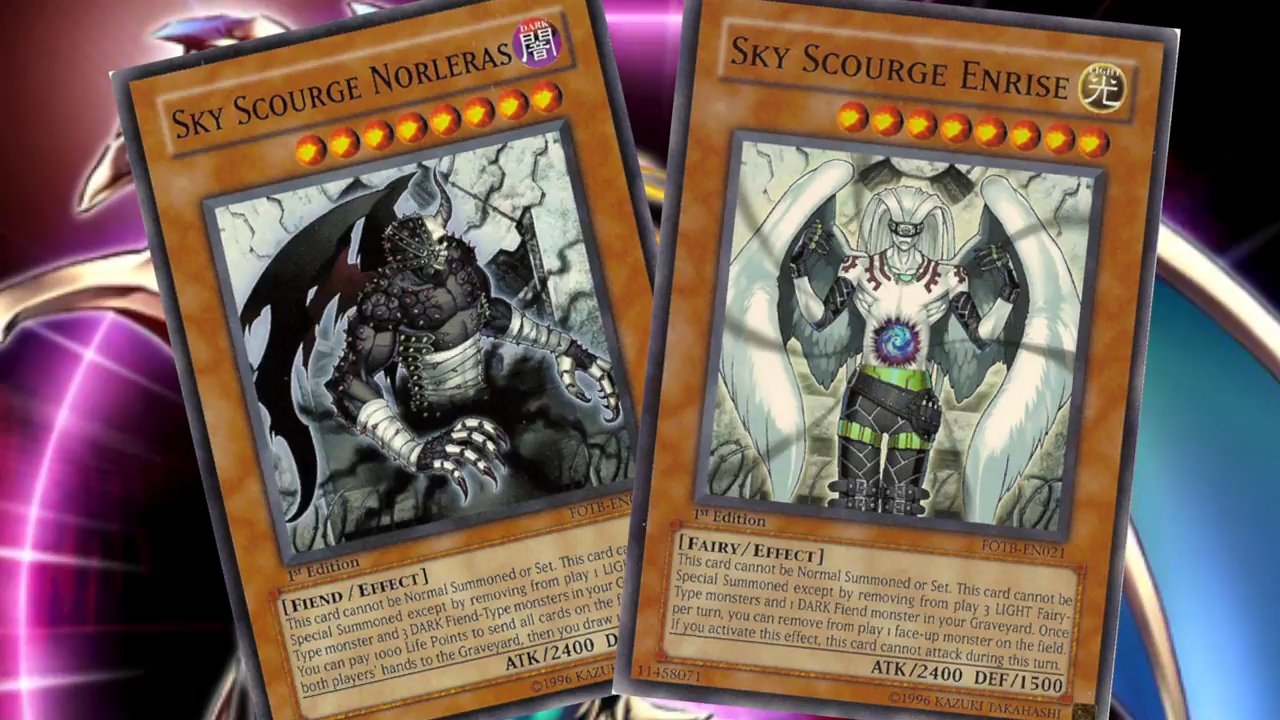 SKY SCOURGE NORLERAS
DARK
闇
FOTB-EN
1st Edition
[FIEND / EFFECT]
This card cannot be Normal Summoned or Set. This card ca
Special Summoned except by removing from play 1 LIGH
Type monster and 3 DARK Fiend-Type monsters in your G
You can pay 1000 Life Points to send all cards on the f
both players' hands to the Graveyard, then you draw
ATK/2400 D
©1996 KAZUK
SKY SCOURGE ENRISE
LIGHT
光
1st Edition
FOTB-EN021
[FAIRY/EFFECT]
This card cannot be Normal Summoned or Set. This card cannot be
Special Summoned except by removing from play 3 LIGHT Fairy-
Type monsters and 1 DARK Fiend monster in your Graveyard. Once
per turn, you can remove from play 1 face-up monster on the field.
If you activate this effect, this card cannot attack during this turn.
ATK/2400 DEF/1500
11458071
©1996 KAZUKI TAKAHASHI